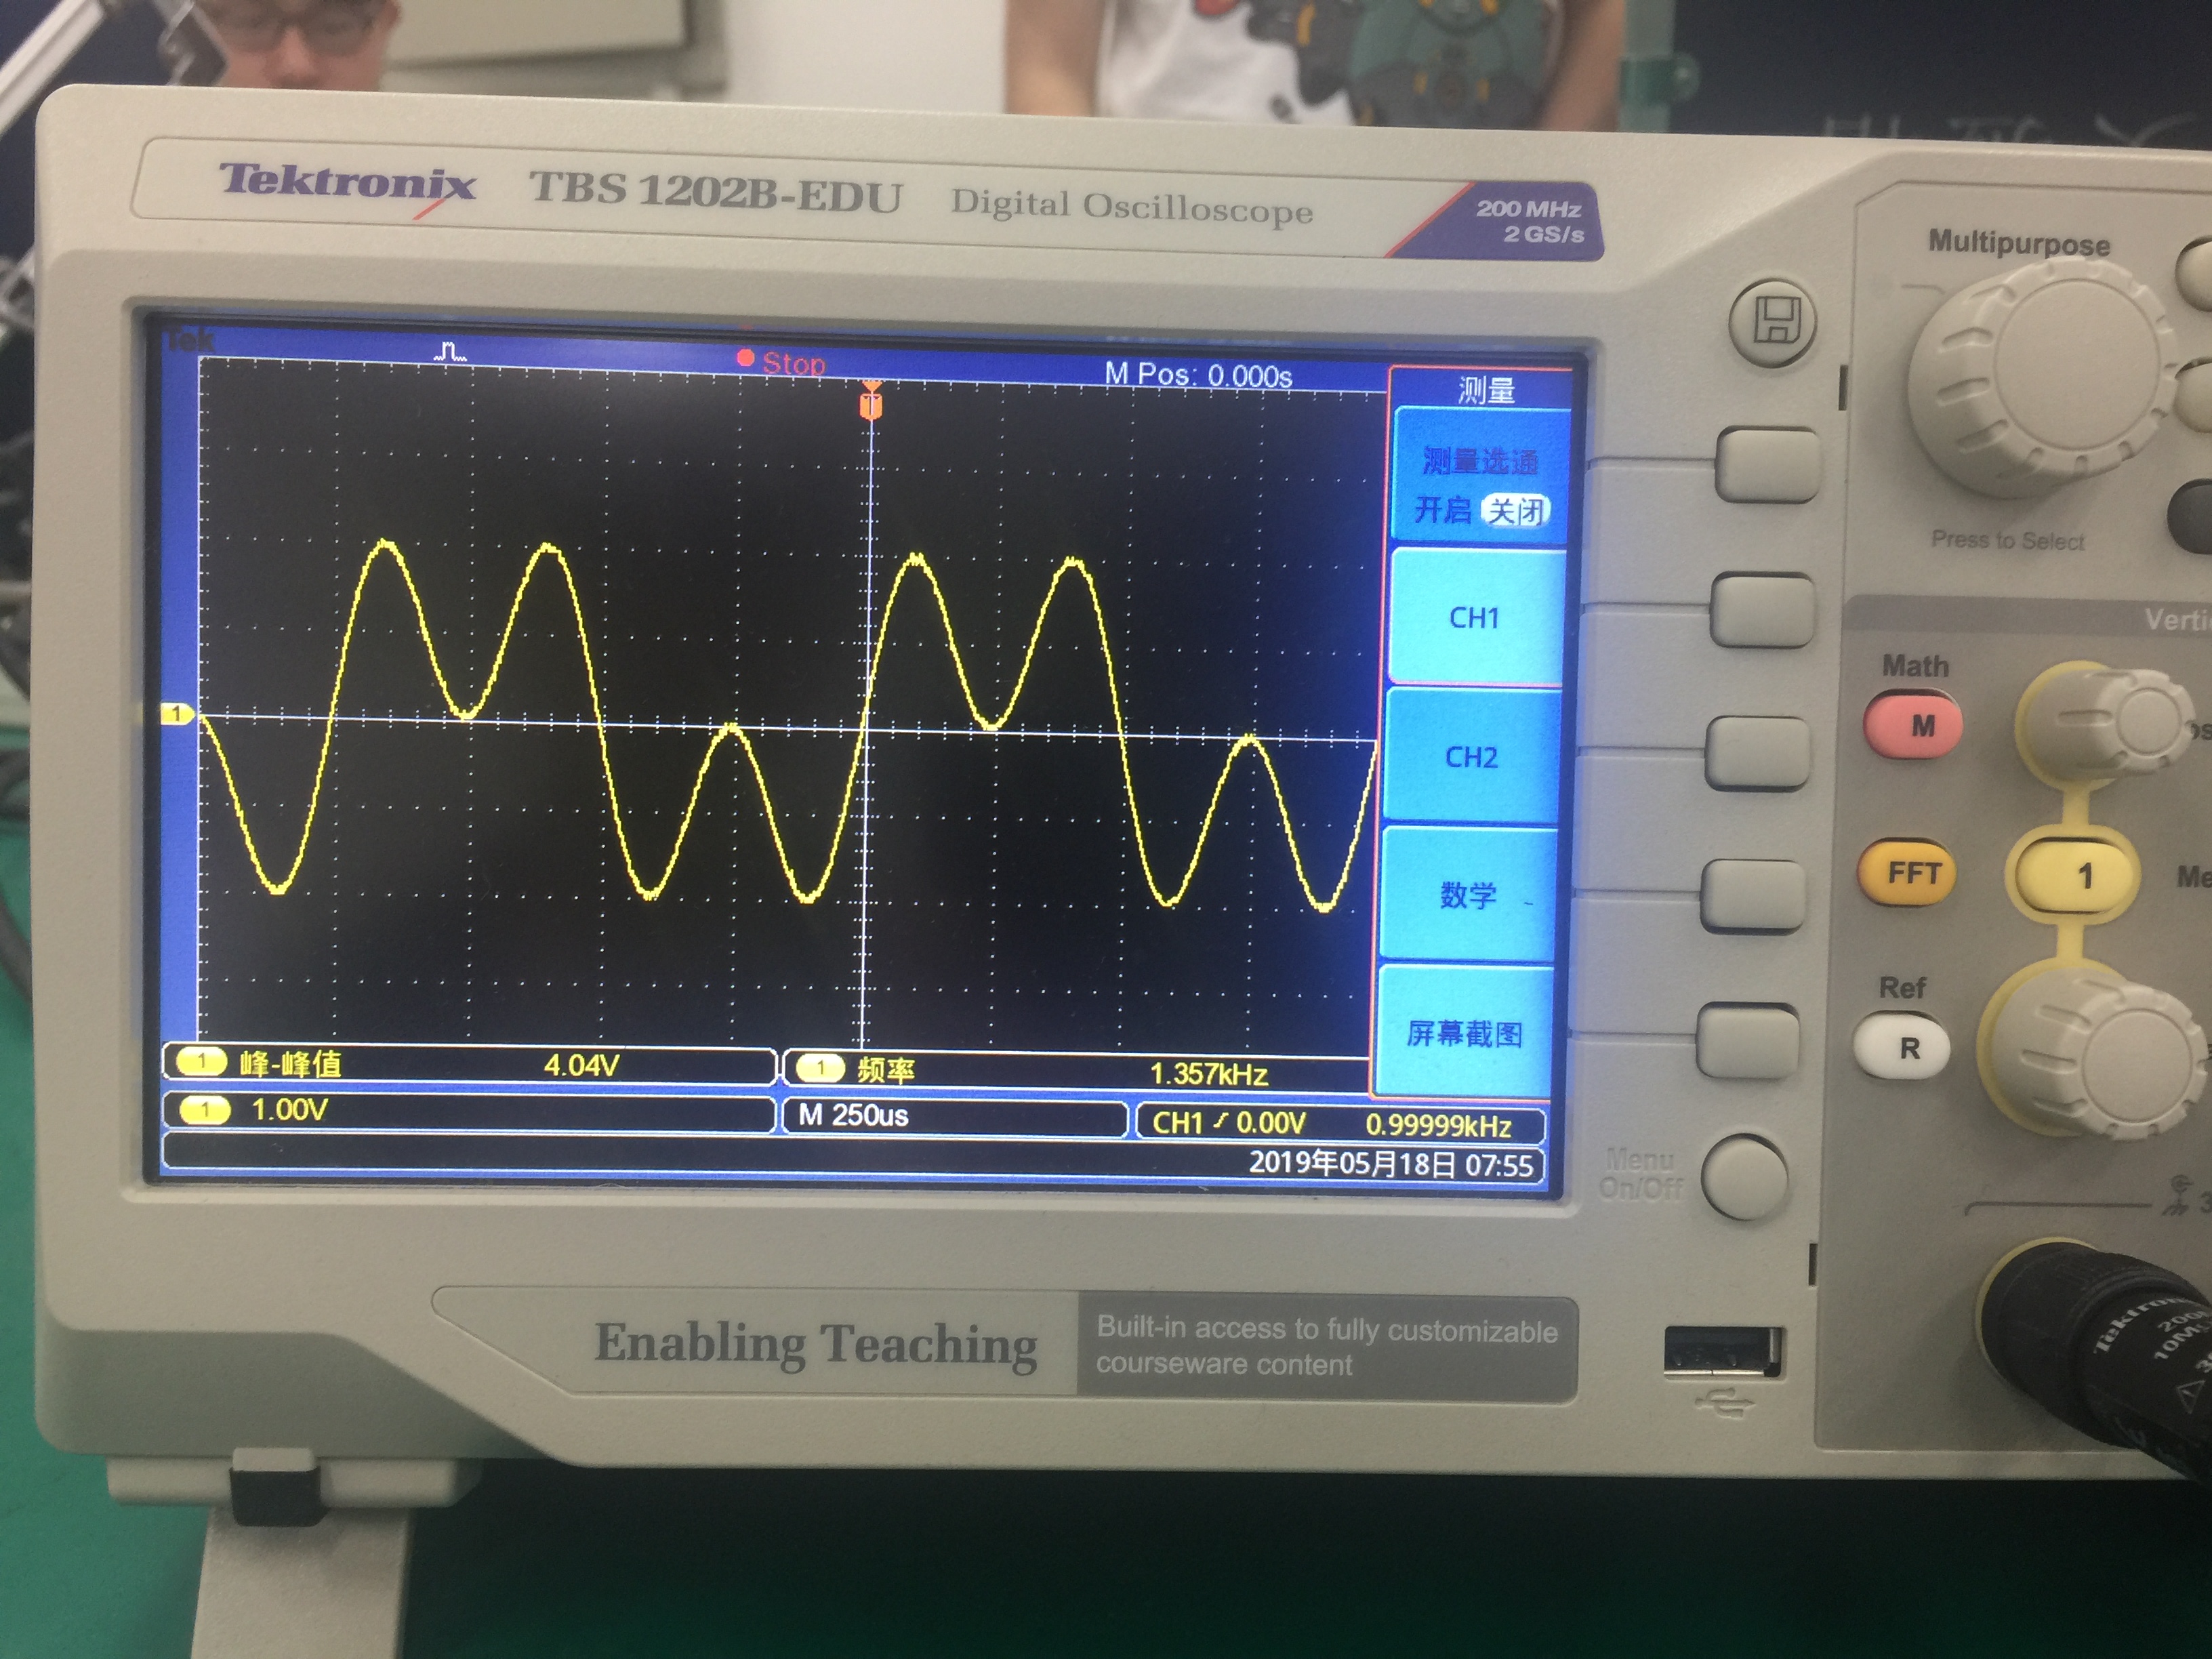 Tektronix TBS 1202B-EDU Digital Oscilloscope
200 MHz
2 GS/s
Multipurpose
Press to Select
Tek
Stop
M Pos: 0.000s
T
测量
测量选通
开启 关闭
CH1
CH2
数学
屏幕截图
1
1 峰-峰值 4.04V
1 频率 1.357kHz
1 1.00V
M 250us
CH1 0.00V 0.99999kHz
2019年05月18日 07:55
Math
M
FFT
1
Ref
R
Menu
On/Off
Enabling Teaching
Built-in access to fully customizable
courseware content